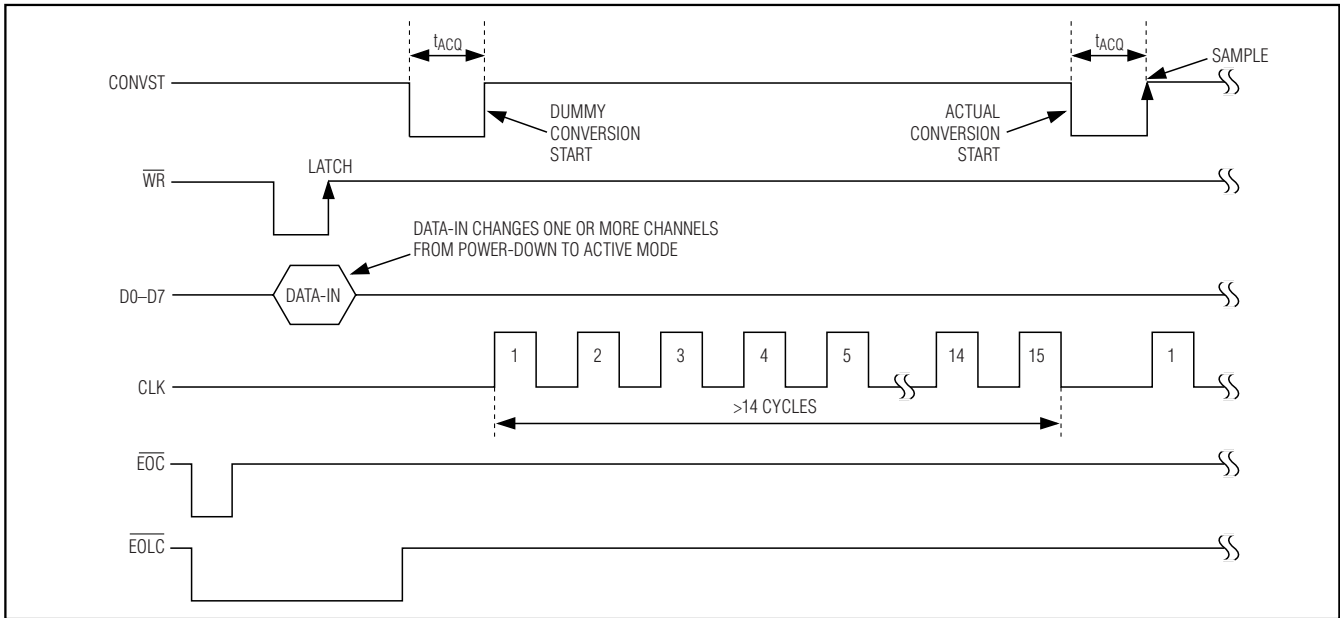 tACQ
tACQ
SAMPLE
CONVST
DUMMY
CONVERSION
START
ACTUAL
CONVERSION
START
LATCH
WR
DATA-IN CHANGES ONE OR MORE CHANNELS
FROM POWER-DOWN TO ACTIVE MODE
D0–D7
DATA-IN
1 2 3 4 5 14 15 1
CLK
>14 CYCLES
EOC
EOLC